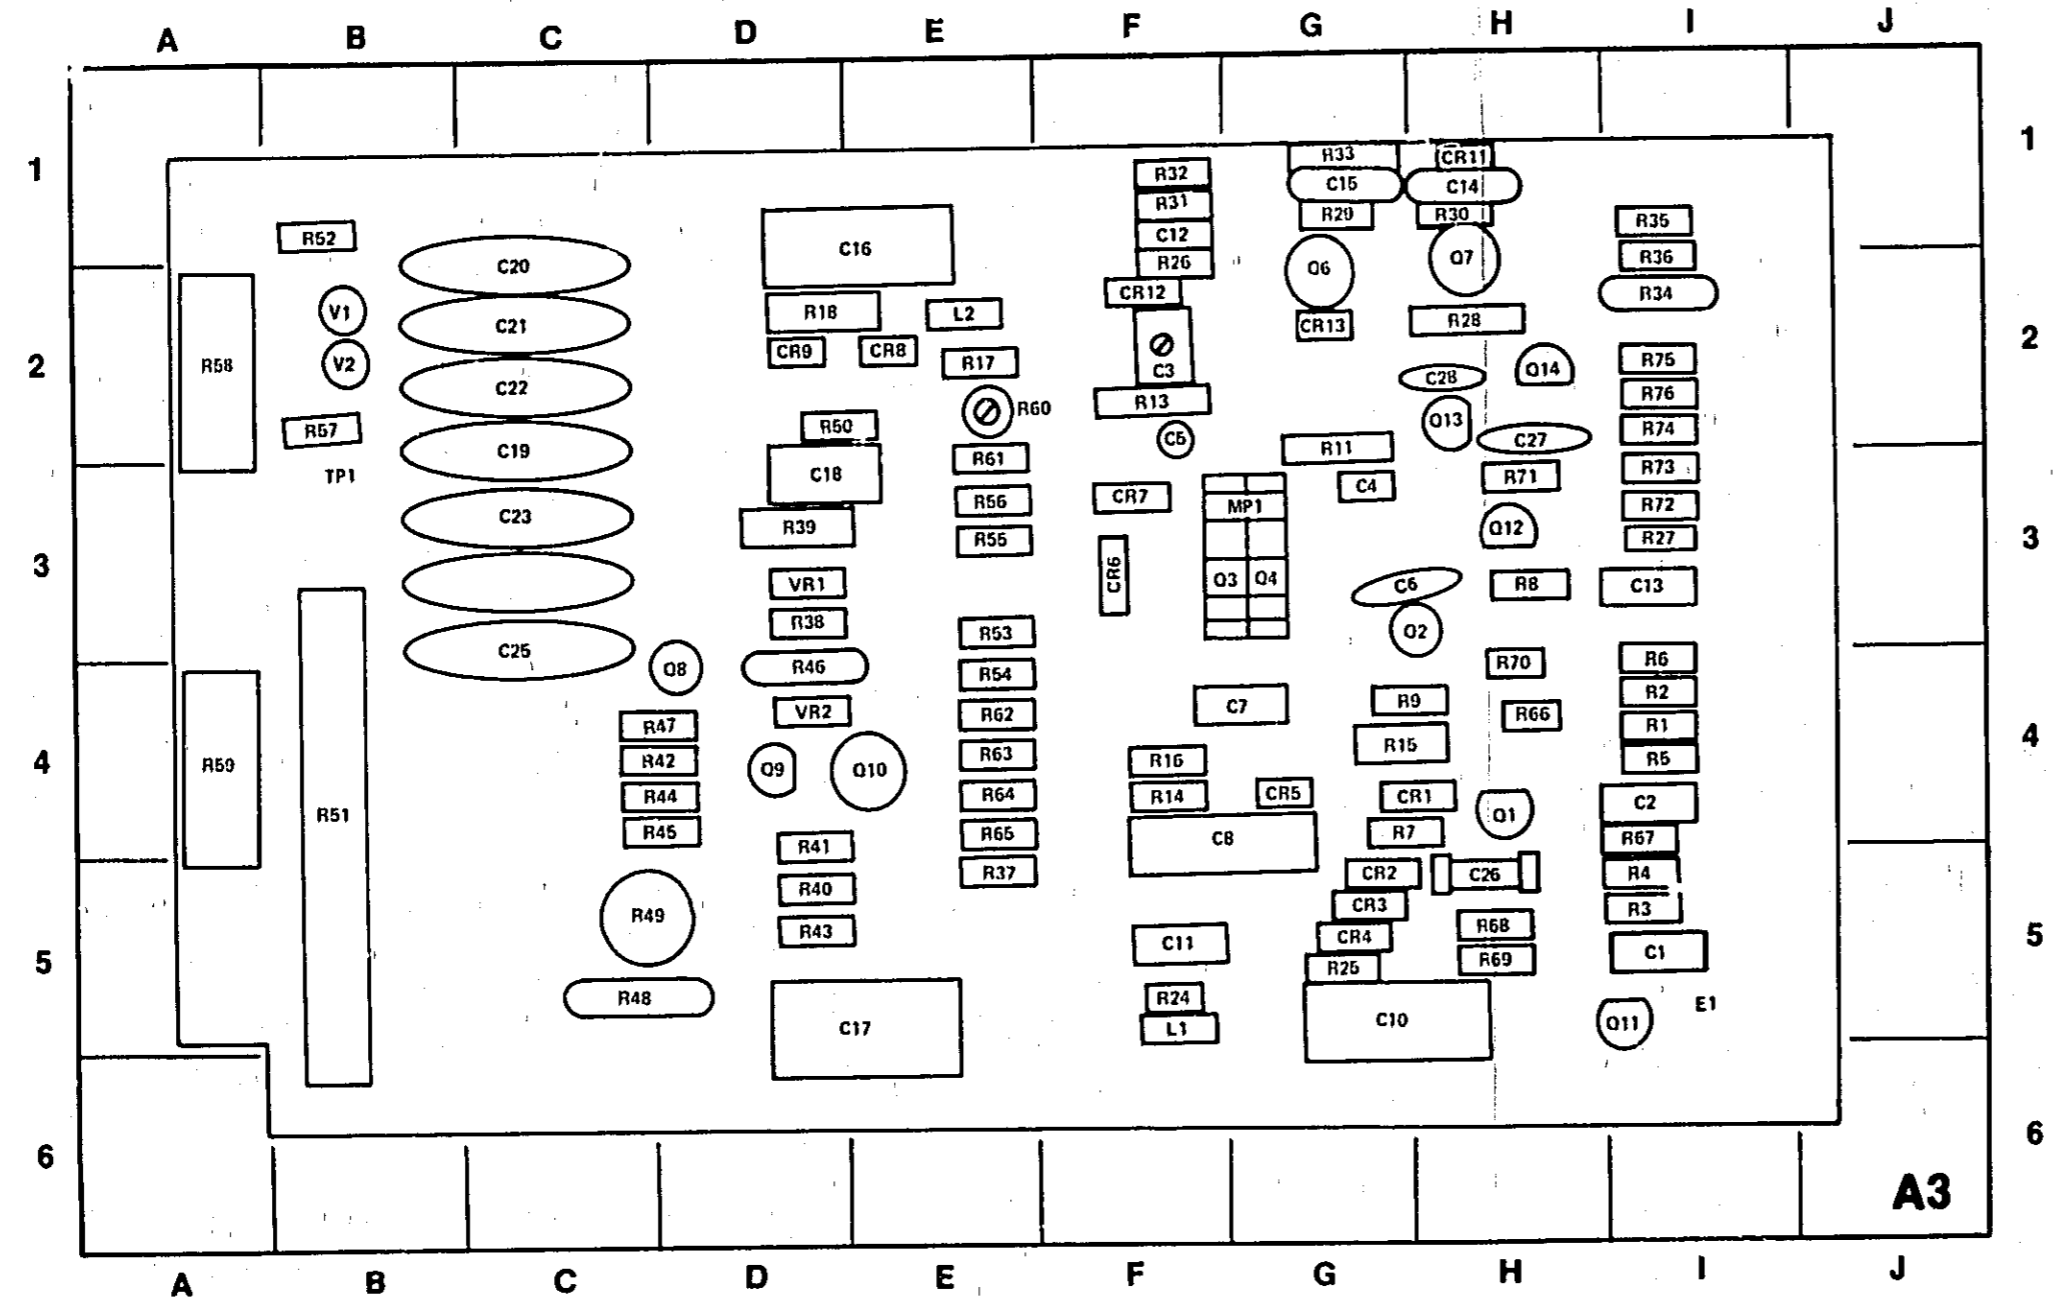 A B C D E F G H I J
1 1
R33 CR11
R32 C15 C14
R31 R29 R30 R35
R52 C16 C12
C20 R26 Q6 Q7 R36
CR12 R34
V1 C21 R18 L2 CR13 R28
2 R58 V2 CR9 CR8 R17 C3 C28 Q14 R75 2
C22 R13 R76
R57 R50 R60 C5 Q13 C27 R74
C19 R61 R11 R73
TP1 C18 R56 CR7 MP1 C4 R71 R72
C23 R39 R55 Q12 R27
3 VR1 CR6 Q3 Q4 C6 R8 C13 3
R38 R53 Q2
C25 Q8 R46 R54 R70 R6
R47 VR2 R62 C7 R9 R66 R2
R1
4 R59 R42 Q9 Q10 R63 R16 R15 R5 4
R51 R44 R64 R14 CR5 CR1 Q1 C2
R45 R41 R65 C8 R7 R67
R40 R37 CR2 C26 R4
R49 R43 CR3 R68 R3
5 C11 CR4 R69 C1 5
R48 R24 R25 E1
C17 L1 C10 Q11
6 6
A3
A B C D E F G H I J